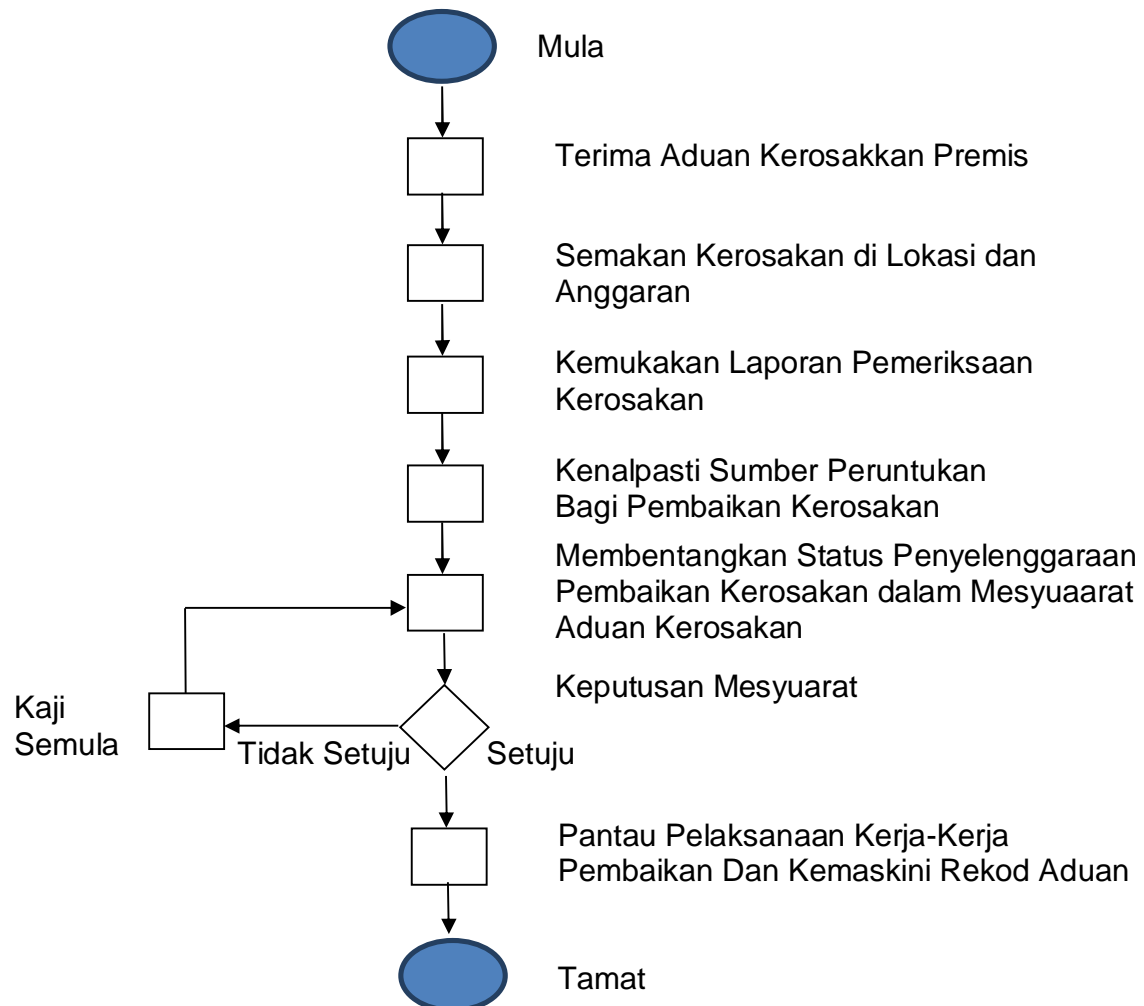 Mula
Terima Aduan Kerosakkan Premis
Semakan Kerosakan di Lokasi dan
Anggaran
Kemukakan Laporan Pemeriksaan
Kerosakan
Kenalpasti Sumber Peruntukan
Bagi Pembaikan Kerosakan
Membentangkan Status Penyelenggaraan
Pembaikan Kerosakan dalam Mesyuaarat
Aduan Kerosakan
Keputusan Mesyuarat
Kaji
Semula
Tidak Setuju
Setuju
Pantau Pelaksanaan Kerja-Kerja
Pembaikan Dan Kemaskini Rekod Aduan
Tamat